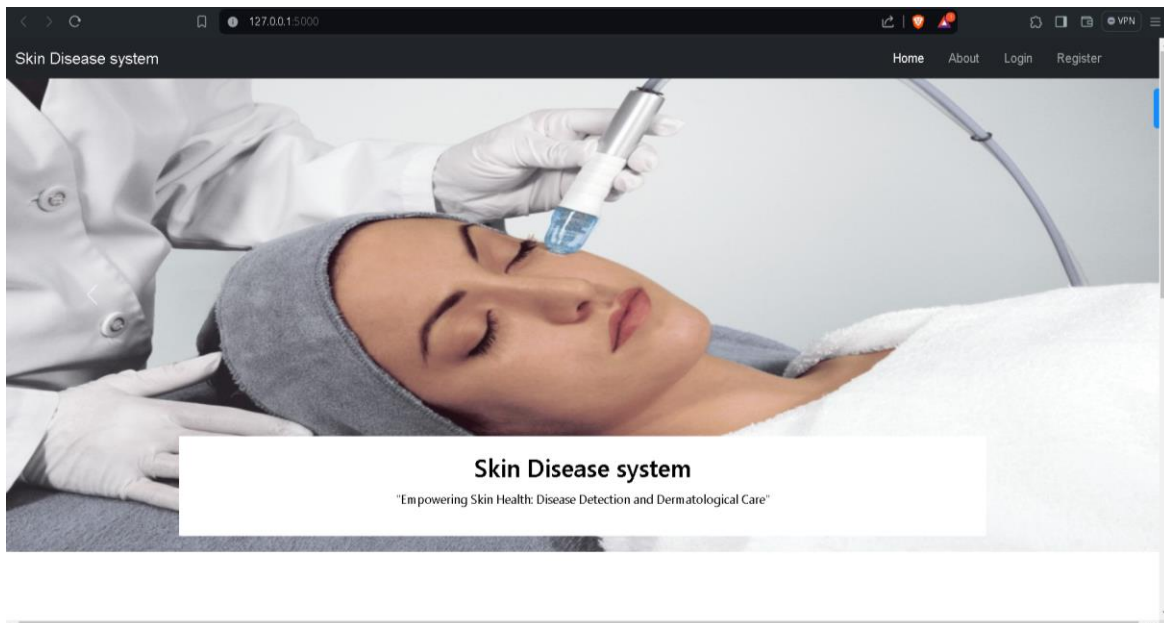 127.0.0.1:5000
VPN
Skin Disease system
Home About Login Register
Skin Disease system
"Empowering Skin Health: Disease Detection and Dermatological Care"